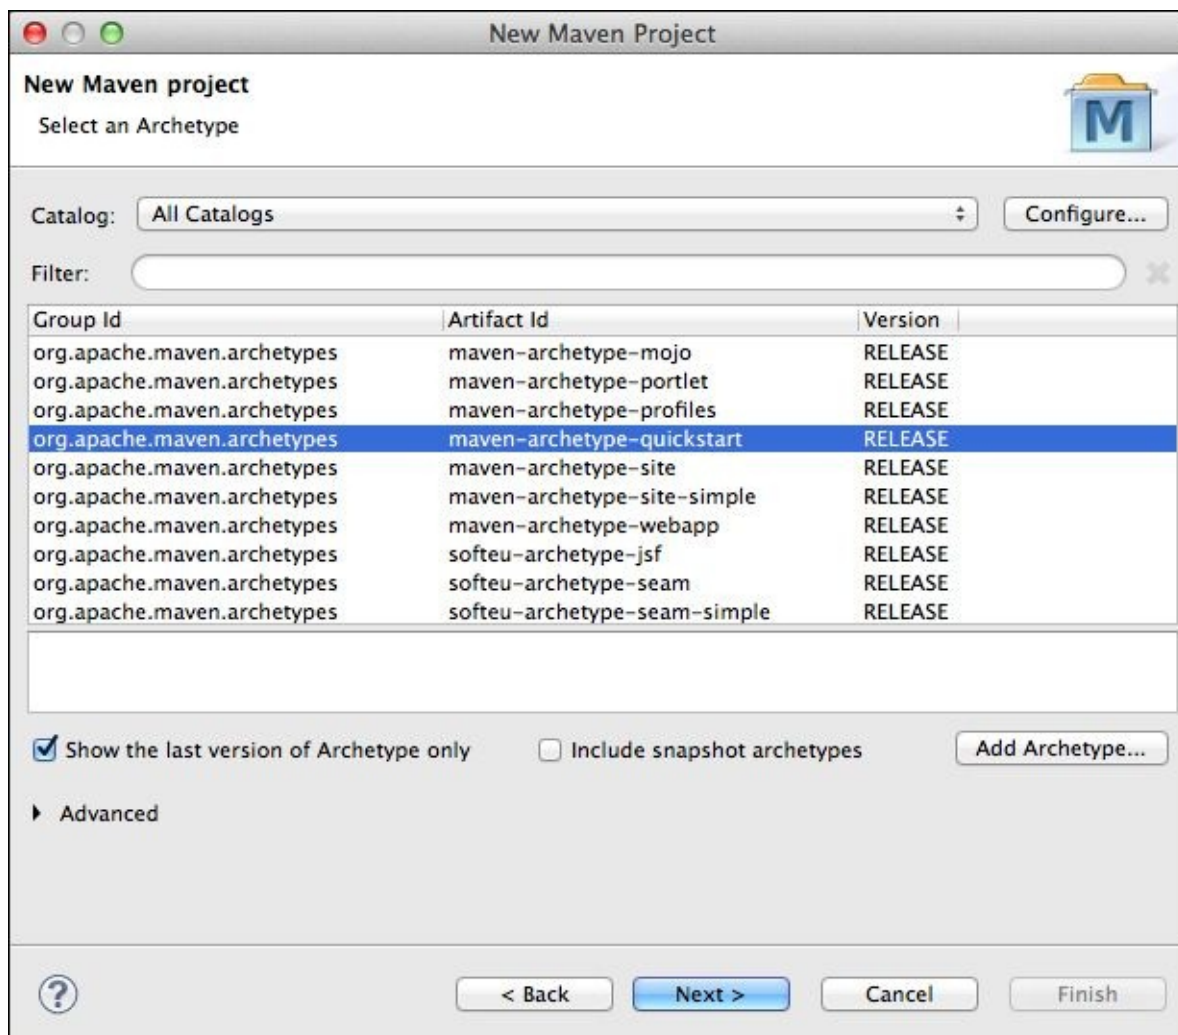 New Maven Project
New Maven project
Select an Archetype
M
Catalog: All Catalogs Configure...
Filter:
Group Id Artifact Id Version
org.apache.maven.archetypes maven-archetype-mojo RELEASE
org.apache.maven.archetypes maven-archetype-portlet RELEASE
org.apache.maven.archetypes maven-archetype-profiles RELEASE
org.apache.maven.archetypes maven-archetype-quickstart RELEASE
org.apache.maven.archetypes maven-archetype-site RELEASE
org.apache.maven.archetypes maven-archetype-site-simple RELEASE
org.apache.maven.archetypes maven-archetype-webapp RELEASE
org.apache.maven.archetypes softeu-archetype-jsf RELEASE
org.apache.maven.archetypes softeu-archetype-seam RELEASE
org.apache.maven.archetypes softeu-archetype-seam-simple RELEASE
Show the last version of Archetype only Include snapshot archetypes Add Archetype...
Advanced
? < Back Next > Cancel Finish